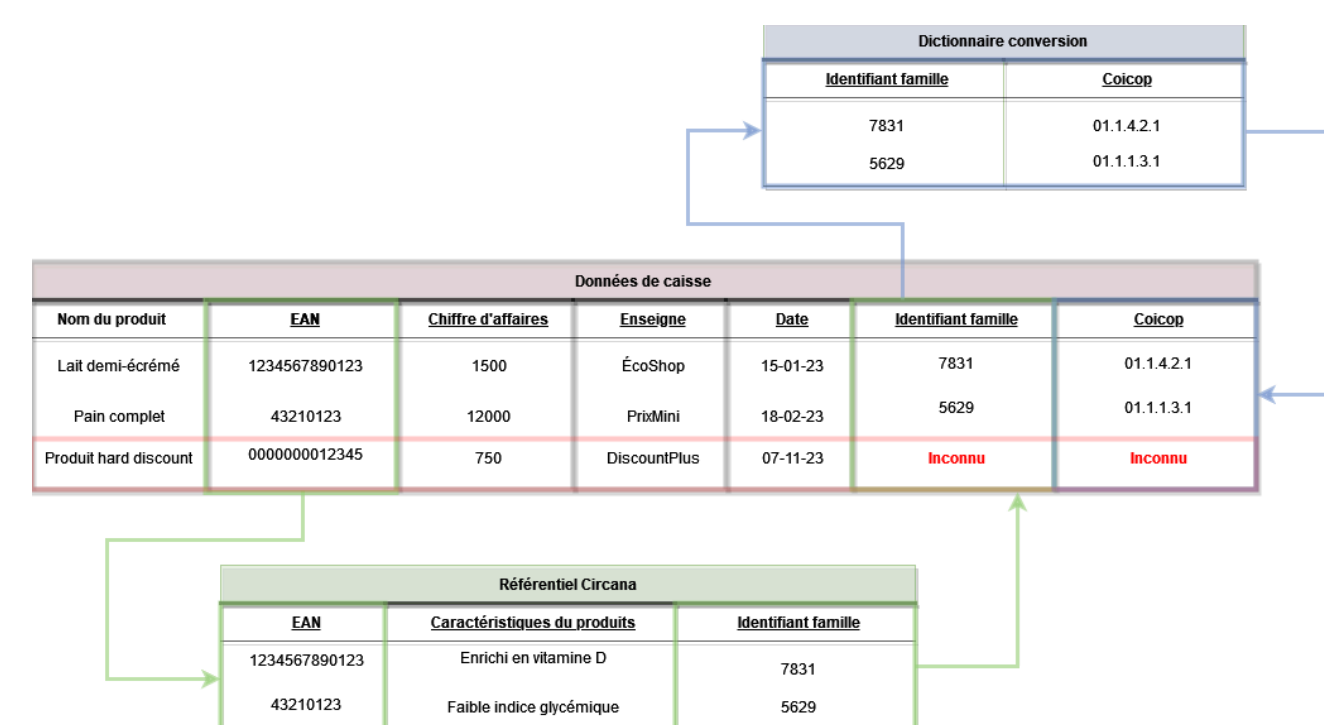 Dictionnaire conversion
Identifiant famille Coicop
7831 01.1.4.2.1
5629 01.1.1.3.1
Données de caisse
Nom du produit EAN Chiffre d'affaires Enseigne Date Identifiant famille Coicop
Lait demi-écrémé 1234567890123 1500 ÉcoShop 15-01-23 7831 01.1.4.2.1
Pain complet 43210123 12000 PrixMini 18-02-23 5629 01.1.1.3.1
Produit hard discount 0000000012345 750 DiscountPlus 07-11-23 Inconnu Inconnu
Référentiel Circana
EAN Caractéristiques du produits Identifiant famille
1234567890123 Enrichi en vitamine D 7831
43210123 Faible indice glycémique 5629